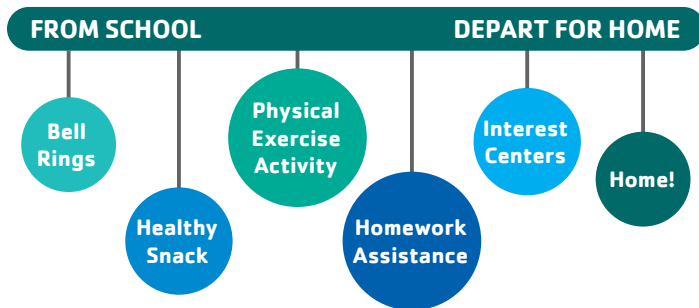 FROM SCHOOL
DEPART FOR HOME
Bell
Rings
Healthy
Snack
Physical
Exercise
Activity
Homework
Assistance
Interest
Centers
Home!